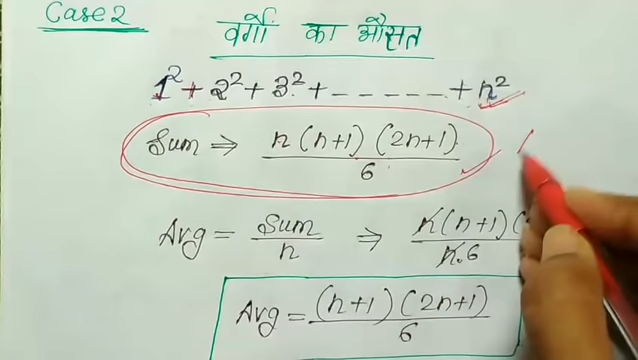 Case 2
वर्गो का औसत
1² + 2² + 3² + - - - - - - + n²
Sum ⇒ n(n+1)(2n+1)/6
Avg = Sum/n ⇒ n(n+1)(/n.6
Avg = (n+1)(2n+1)/6